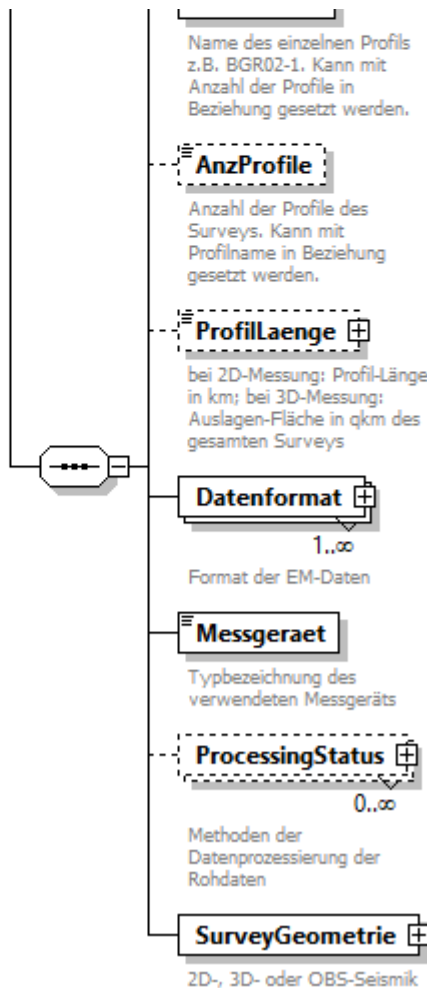 Name des einzelnen Profils
z.B. BGR02-1. Kann mit
Anzahl der Profile in
Beziehung gesetzt werden.
AnzProfile
Anzahl der Profile des
Surveys. Kann mit
Profilname in Beziehung
gesetzt werden.
ProfilLaenge
bei 2D-Messung: Profil-Länge
in km; bei 3D-Messung:
Auslagen-Fläche in qkm des
gesamten Surveys
Datenformat
1..∞
Format der EM-Daten
Messgeraet
Typbezeichnung des
verwendeten Messgeräts
ProcessingStatus
0..∞
Methoden der
Datenprozessierung der
Rohdaten
SurveyGeometrie
2D-, 3D- oder OBS-Seismik